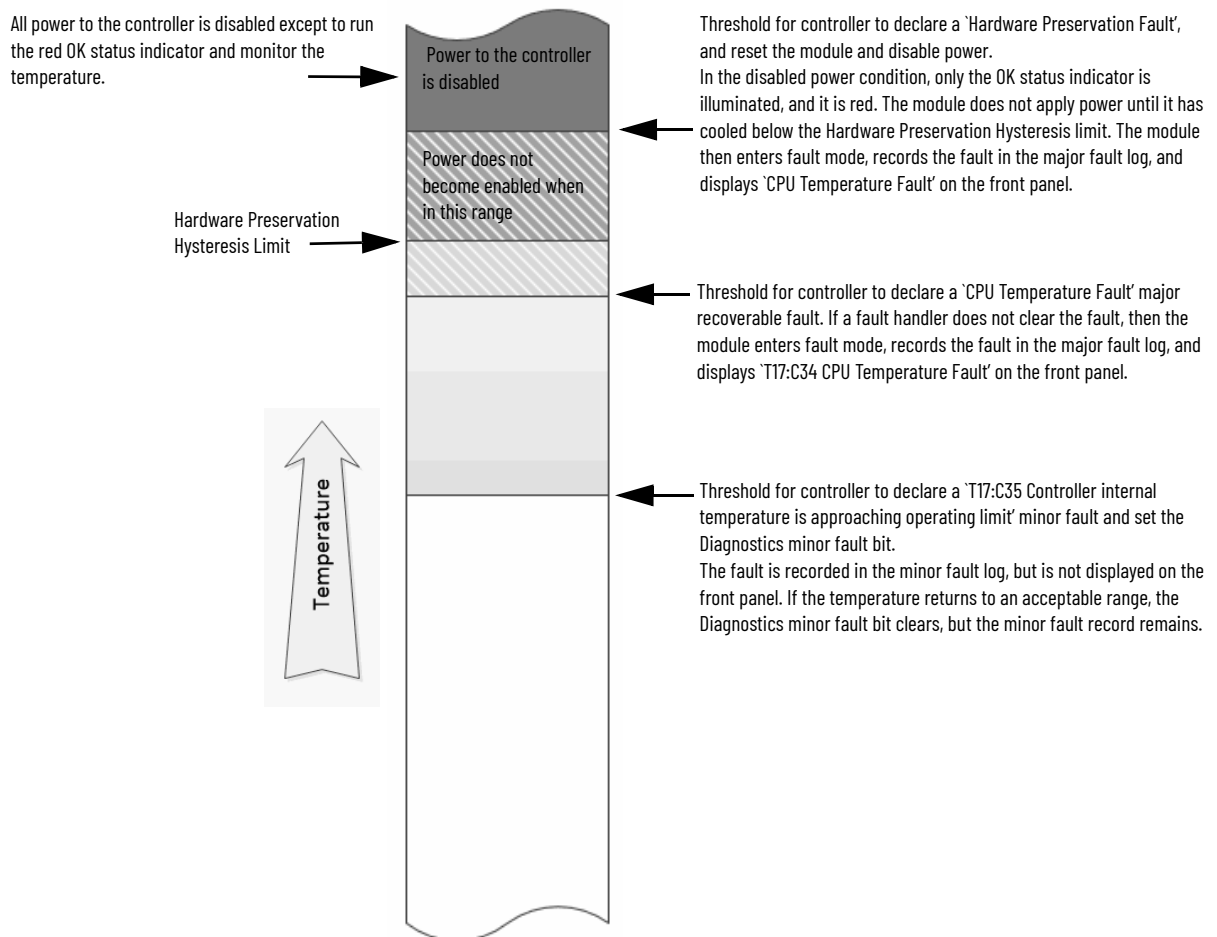 All power to the controller is disabled except to run
the red OK status indicator and monitor the
temperature.
Power to the controller
is disabled
Threshold for controller to declare a `Hardware Preservation Fault',
and reset the module and disable power.
In the disabled power condition, only the OK status indicator is
illuminated, and it is red. The module does not apply power until it has
cooled below the Hardware Preservation Hysteresis limit. The module
then enters fault mode, records the fault in the major fault log, and
displays `CPU Temperature Fault' on the front panel.
Power does not
become enabled when
in this range
Hardware Preservation
Hysteresis Limit
Threshold for controller to declare a `CPU Temperature Fault' major
recoverable fault. If a fault handler does not clear the fault, then the
module enters fault mode, records the fault in the major fault log, and
displays `T17:C34 CPU Temperature Fault' on the front panel.
Temperature
Threshold for controller to declare a `T17:C35 Controller internal
temperature is approaching operating limit' minor fault and set the
Diagnostics minor fault bit.
The fault is recorded in the minor fault log, but is not displayed on the
front panel. If the temperature returns to an acceptable range, the
Diagnostics minor fault bit clears, but the minor fault record remains.